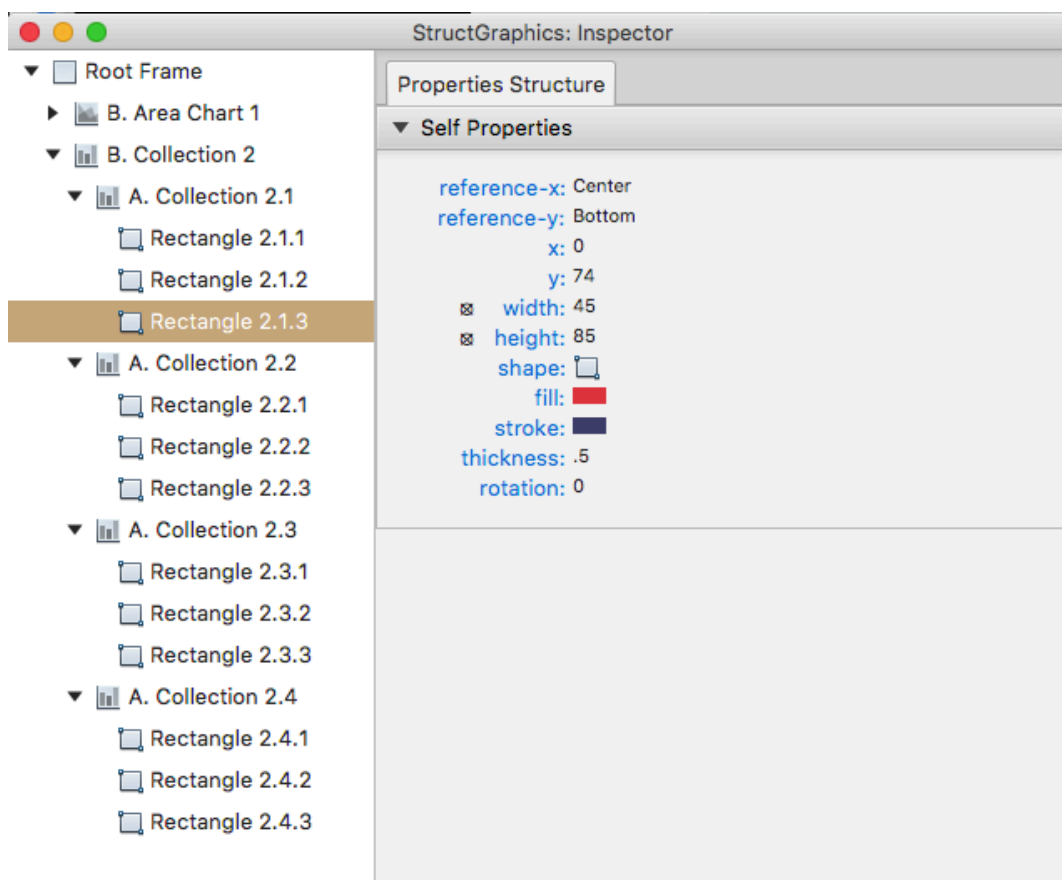 StructGraphics: Inspector
Root Frame
B. Area Chart 1
B. Collection 2
A. Collection 2.1
Rectangle 2.1.1
Rectangle 2.1.2
Rectangle 2.1.3
A. Collection 2.2
Rectangle 2.2.1
Rectangle 2.2.2
Rectangle 2.2.3
A. Collection 2.3
Rectangle 2.3.1
Rectangle 2.3.2
Rectangle 2.3.3
A. Collection 2.4
Rectangle 2.4.1
Rectangle 2.4.2
Rectangle 2.4.3
Properties Structure
Self Properties
reference-x: Center
reference-y: Bottom
x: 0
y: 74
width: 45
height: 85
shape:
fill:
stroke:
thickness: .5
rotation: 0